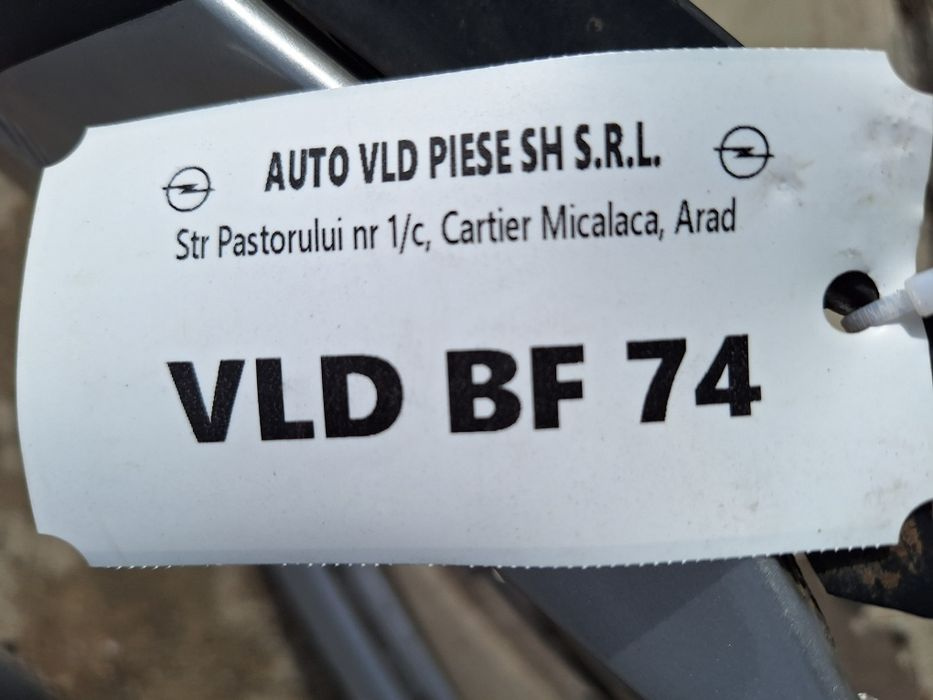 AUTO VLD PIESE SH S.R.L.
Str Pastorului nr 1/c, Cartier Micalaca, Arad
VLD BF 74